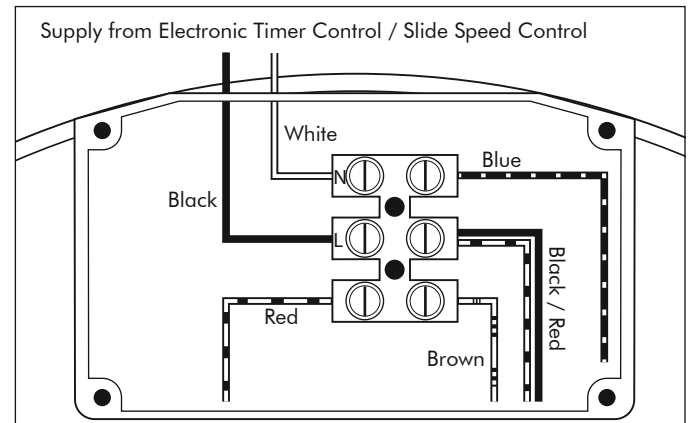 Supply from Electronic Timer Control / Slide Speed Control
White
N
Blue
Black
L
Black / Red
Red
Brown